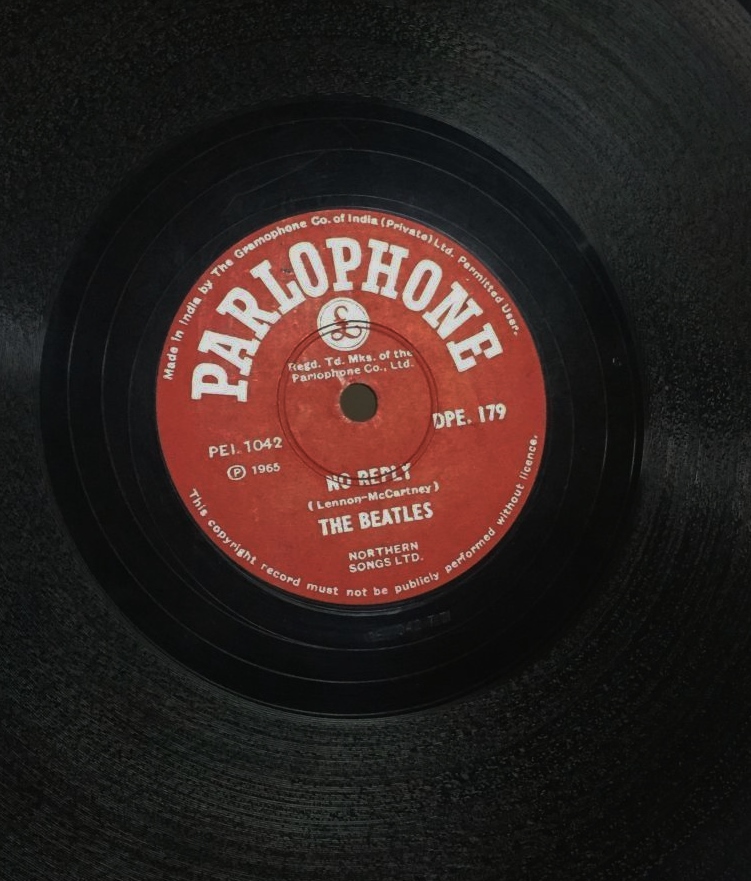 Made in India by The Gramophone Co. of India (Private) Ltd. Permitted User.
PARLOPHONE
£
Regd. Td. Mks. of the
Parlophone Co., Ltd.
DPE. 179
PEI. 1042
℗ 1965
NO REPLY
(Lennon-McCartney)
THE BEATLES
NORTHERN
SONGS LTD.
This copyright record must not be publicly performed without licence.